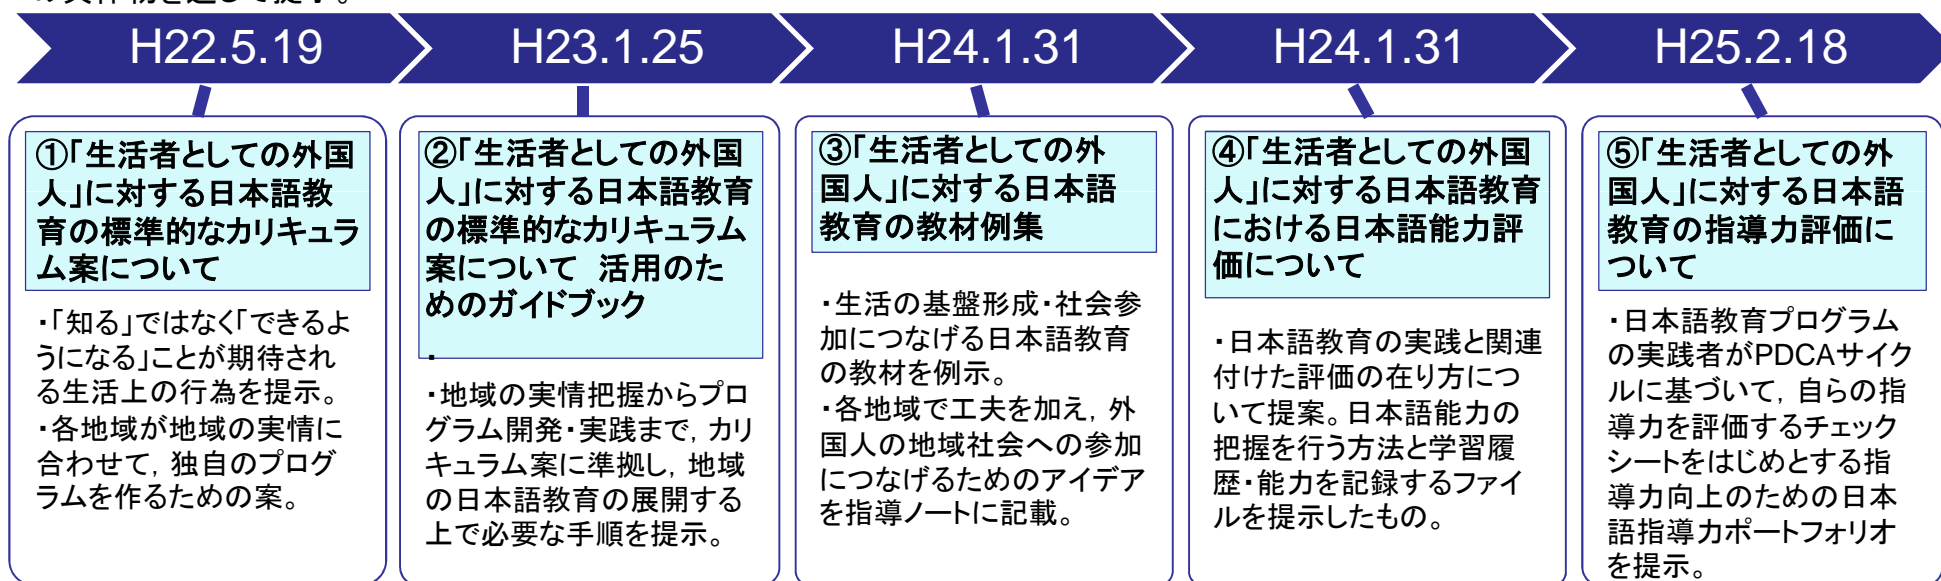 H22.5.19
H23.1.25
H24.1.31
H24.1.31
H25.2.18
①「生活者としての外国
人」に対する日本語教
育の標準的なカリキュラ
ム案について
・「知る」ではなく「できるよ
うになる」ことが期待され
る生活上の行為を提示。
・各地域が地域の実情に
合わせて，独自のプログ
ラムを作るための案。
②「生活者としての外国
人」に対する日本語教育
の標準的なカリキュラム
案について　活用のた
めのガイドブック
・
・地域の実情把握からプロ
グラム開発・実践まで，カリ
キュラム案に準拠し，地域
の日本語教育の展開する
上で必要な手順を提示。
③「生活者としての外
国人」に対する日本語
教育の教材例集
・生活の基盤形成・社会参
加につなげる日本語教育
の教材を例示。
・各地域で工夫を加え，外
国人の地域社会への参加
につなげるためのアイデア
を指導ノートに記載。
④「生活者としての外国
人」に対する日本語教育
における日本語能力評
価について
・日本語教育の実践と関連
付けた評価の在り方につ
いて提案。日本語能力の
把握を行う方法と学習履
歴・能力を記録するファイ
ルを提示したもの。
⑤「生活者としての外
国人」に対する日本語
教育の指導力評価に
ついて
・日本語教育プログラム
の実践者がPDCAサイク
ルに基づいて，自らの指
導力を評価するチェック
シートをはじめとする指
導力向上のための日本
語指導力ポートフォリオ
を提示。